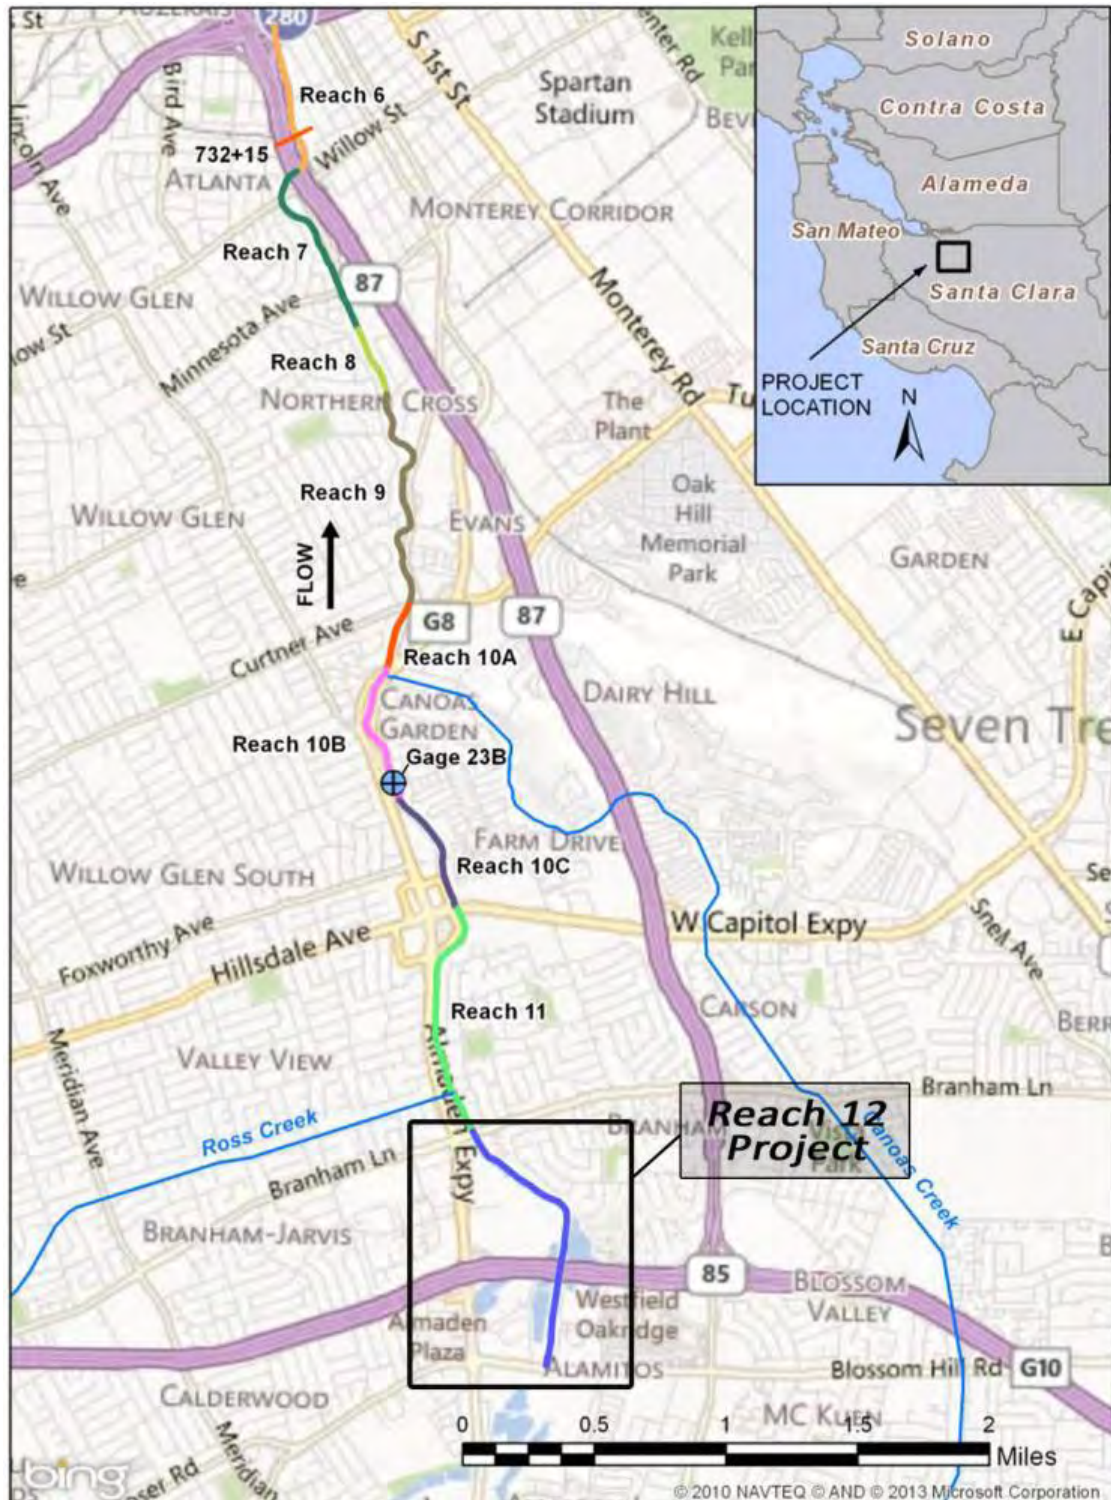 AUZERAIS
St
280
S 1st St
Bird Ave
Lincoln Ave
Reach 6
Willow St
732+15
ATLANTA
Spartan
Stadium
MONTEREY CORRIDOR
Reach 7
87
WILLOW GLEN
Minnesota Ave
Monterey Rd
Reach 8
NORTHERN CROSS
The
Plant
Reach 9
WILLOW GLEN
EVANS
Oak
Hill
Memorial
Park
GARDEN
FLOW
Curtner Ave
G8
87
Reach 10A
CANOAS
GARDEN
DAIRY HILL
Reach 10B
Gage 23B
FARM DRIVE
WILLOW GLEN SOUTH
Reach 10C
Foxworthy Ave
Hillsdale Ave
W Capitol Expy
Snell Ave
Reach 11
CARSON
VALLEY VIEW
Meridian Ave
Almaden Expy
Branham Ln
Ross Creek
BRANHAM
Reach 12
Project
Canoas Creek
Branham Ln
BRANHAM-JARVIS
85
BLOSSOM
VALLEY
Almaden
Plaza
Westfield
Oakridge
ALAMITOS
Blossom Hill Rd
G10
CALDERWOOD
Meridian
0 0.5 1 1.5 2
Miles
bing
© 2010 NAVTEQ © AND © 2013 Microsoft Corporation
Solano
Contra Costa
Alameda
San Mateo
Santa Clara
Santa Cruz
PROJECT
LOCATION
N